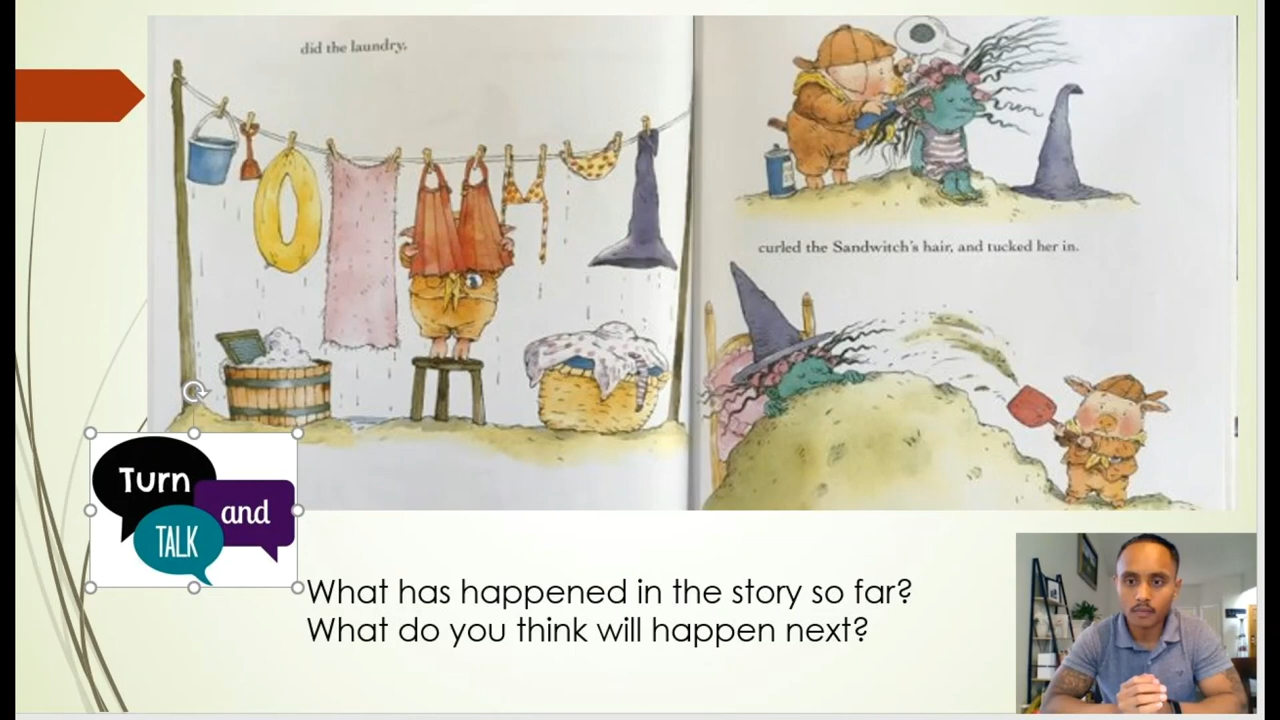 did the laundry,
curled the Sandwitch's hair, and tucked her in.
Turn
and
TALK
What has happened in the story so far?
What do you think will happen next?